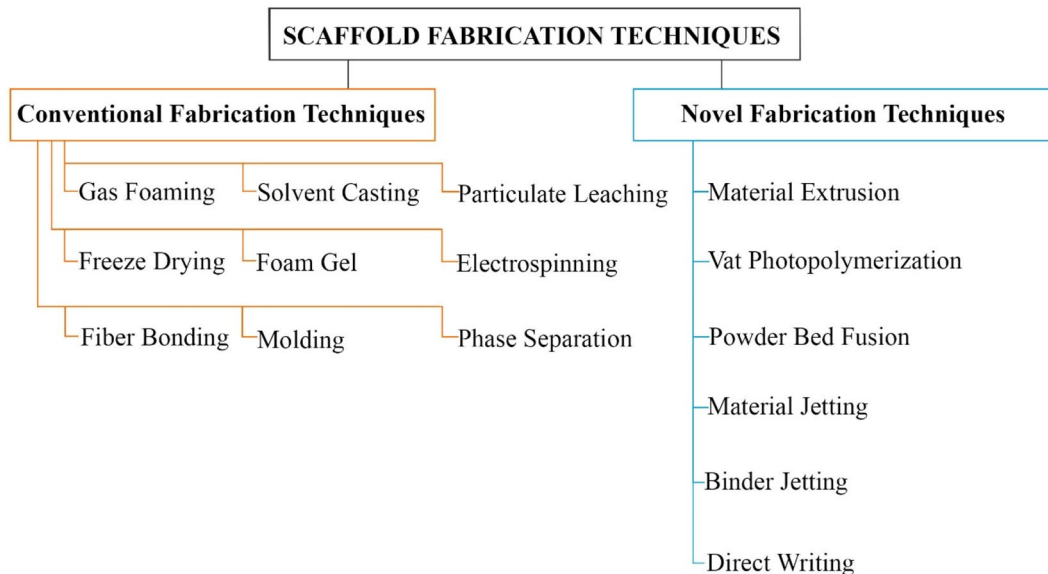 SCAFFOLD FABRICATION TECHNIQUES
Conventional Fabrication Techniques
Gas Foaming
Solvent Casting
Particulate Leaching
Freeze Drying
Foam Gel
Electrospinning
Fiber Bonding
Molding
Phase Separation
Novel Fabrication Techniques
Material Extrusion
Vat Photopolymerization
Powder Bed Fusion
Material Jetting
Binder Jetting
Direct Writing